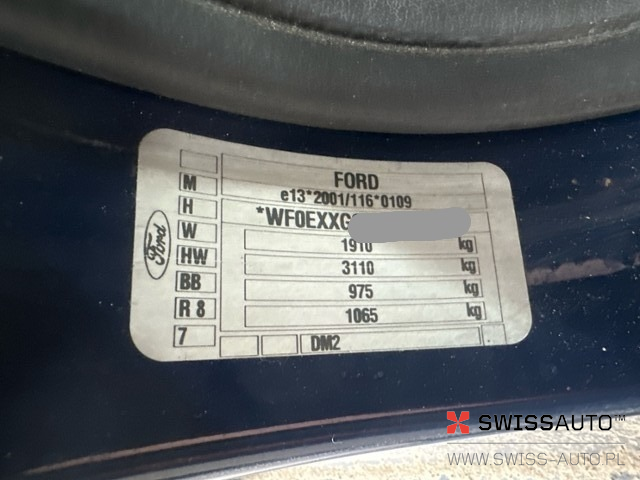 FORD
e13*2001/116*0109
*WF0EXXG
1910 kg
3110 kg
975 kg
1065 kg
DM2
M
H
W
HW
BB
R 8
7
Ford
SWISSAUTO™
WWW.SWISS-AUTO.PL